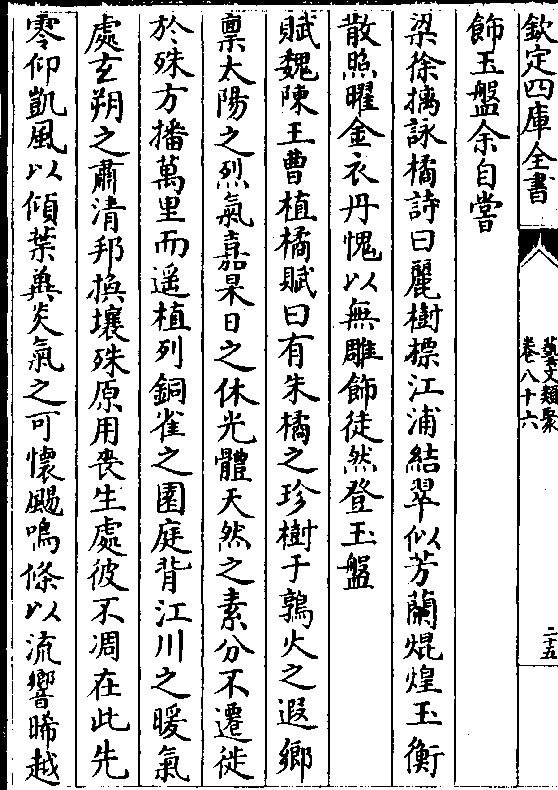 欽定四庫全書
藝文類聚
卷八十六
二十五
飾玉盤余自嘗
梁徐摛詠橘詩曰麗樹標江浦結翠似芳蘭焜煌玉衡
散照曜金衣丹愧以無雕飾徒然登玉盤
賦魏陳王曹植橘賦曰有朱橘之珍樹于鶉火之遐鄉
禀太陽之烈氣嘉杲日之休光體天然之素分不遷徙
於殊方播萬里而遥植列銅雀之園庭背江川之暖氣
處玄朔之肅清邦換壤殊原用喪生處彼不凋在此先
零仰凱風以傾葉冀炎氣之可懷颺鳴條以流響晞越